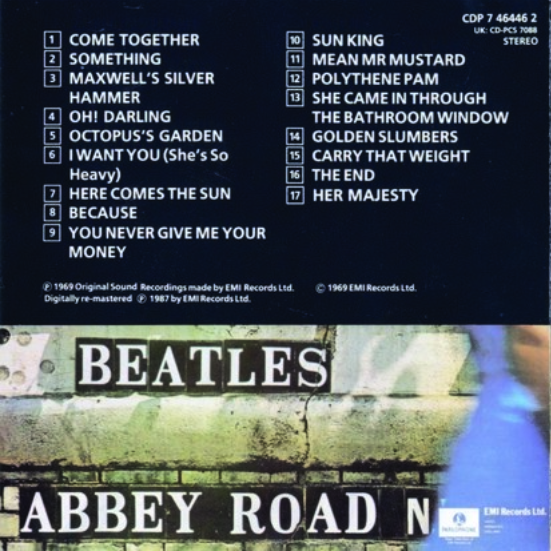 CDP 7 46446 2
UK: CD-PCS 7088
STEREO
1 COME TOGETHER
2 SOMETHING
3 MAXWELL'S SILVER
HAMMER
4 OH! DARLING
5 OCTOPUS'S GARDEN
6 I WANT YOU (She's So
Heavy)
7 HERE COMES THE SUN
8 BECAUSE
9 YOU NEVER GIVE ME YOUR
MONEY
10 SUN KING
11 MEAN MR MUSTARD
12 POLYTHENE PAM
13 SHE CAME IN THROUGH
THE BATHROOM WINDOW
14 GOLDEN SLUMBERS
15 CARRY THAT WEIGHT
16 THE END
17 HER MAJESTY
℗ 1969 Original Sound Recordings made by EMI Records Ltd. © 1969 EMI Records Ltd.
Digitally re-mastered ℗ 1987 by EMI Records Ltd.
BEATLES
ABBEY ROAD N
PARLOPHONE
EMI Records Ltd.